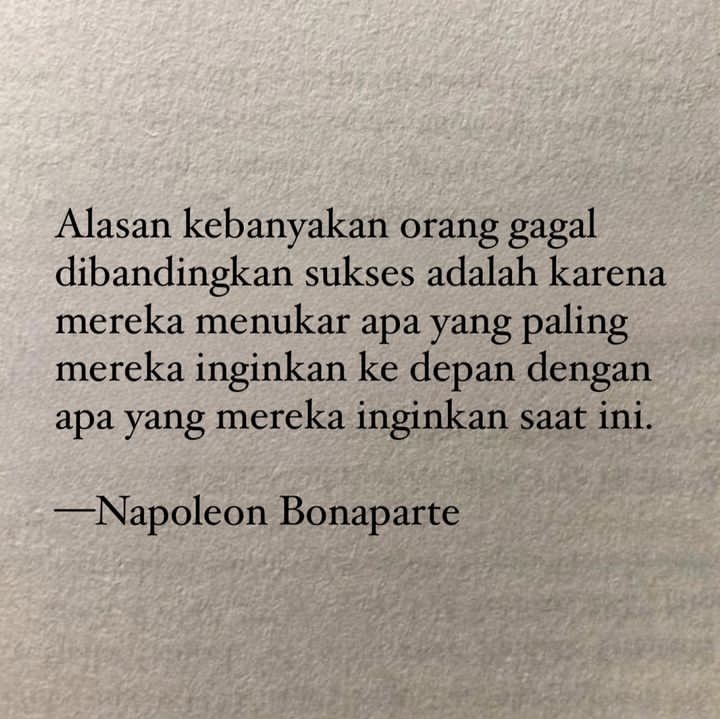 Alasan kebanyakan orang gagal
dibandingkan sukses adalah karena
mereka menukar apa yang paling
mereka inginkan ke depan dengan
apa yang mereka inginkan saat ini.
—Napoleon Bonaparte